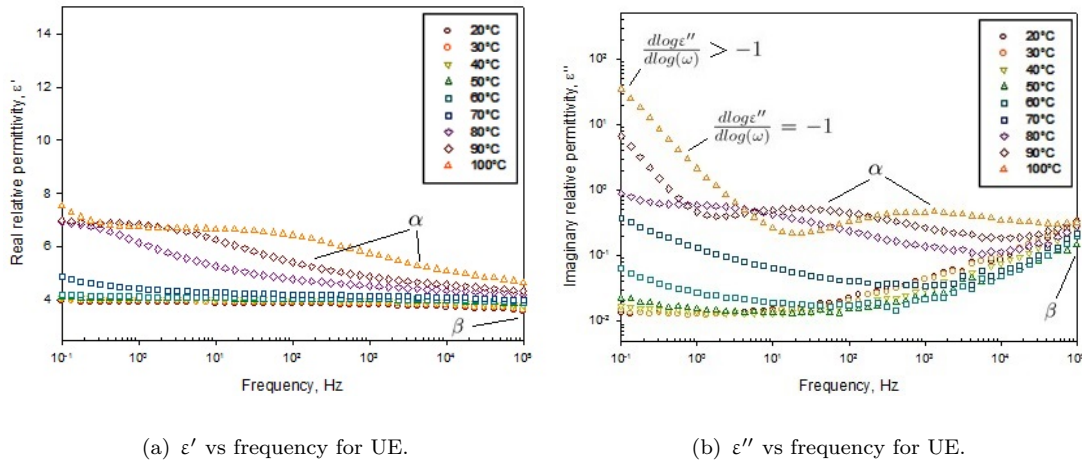 14
12
10
8
6
4
Real relative permittivity, ε'
20°C
30°C
40°C
50°C
60°C
70°C
80°C
90°C
100°C
α
β
10⁻¹ 10⁰ 10¹ 10² 10³ 10⁴ 10⁵
Frequency, Hz
(a) ε′ vs frequency for UE.
10²
10¹
10⁰
10⁻¹
10⁻²
Imaginary relative permittivity, ε''
dlogε''/dlog(ω) > −1
dlogε''/dlog(ω) = −1
20°C
30°C
40°C
50°C
60°C
70°C
80°C
90°C
100°C
α
β
10⁻¹ 10⁰ 10¹ 10² 10³ 10⁴ 10⁵
Frequency, Hz
(b) ε″ vs frequency for UE.